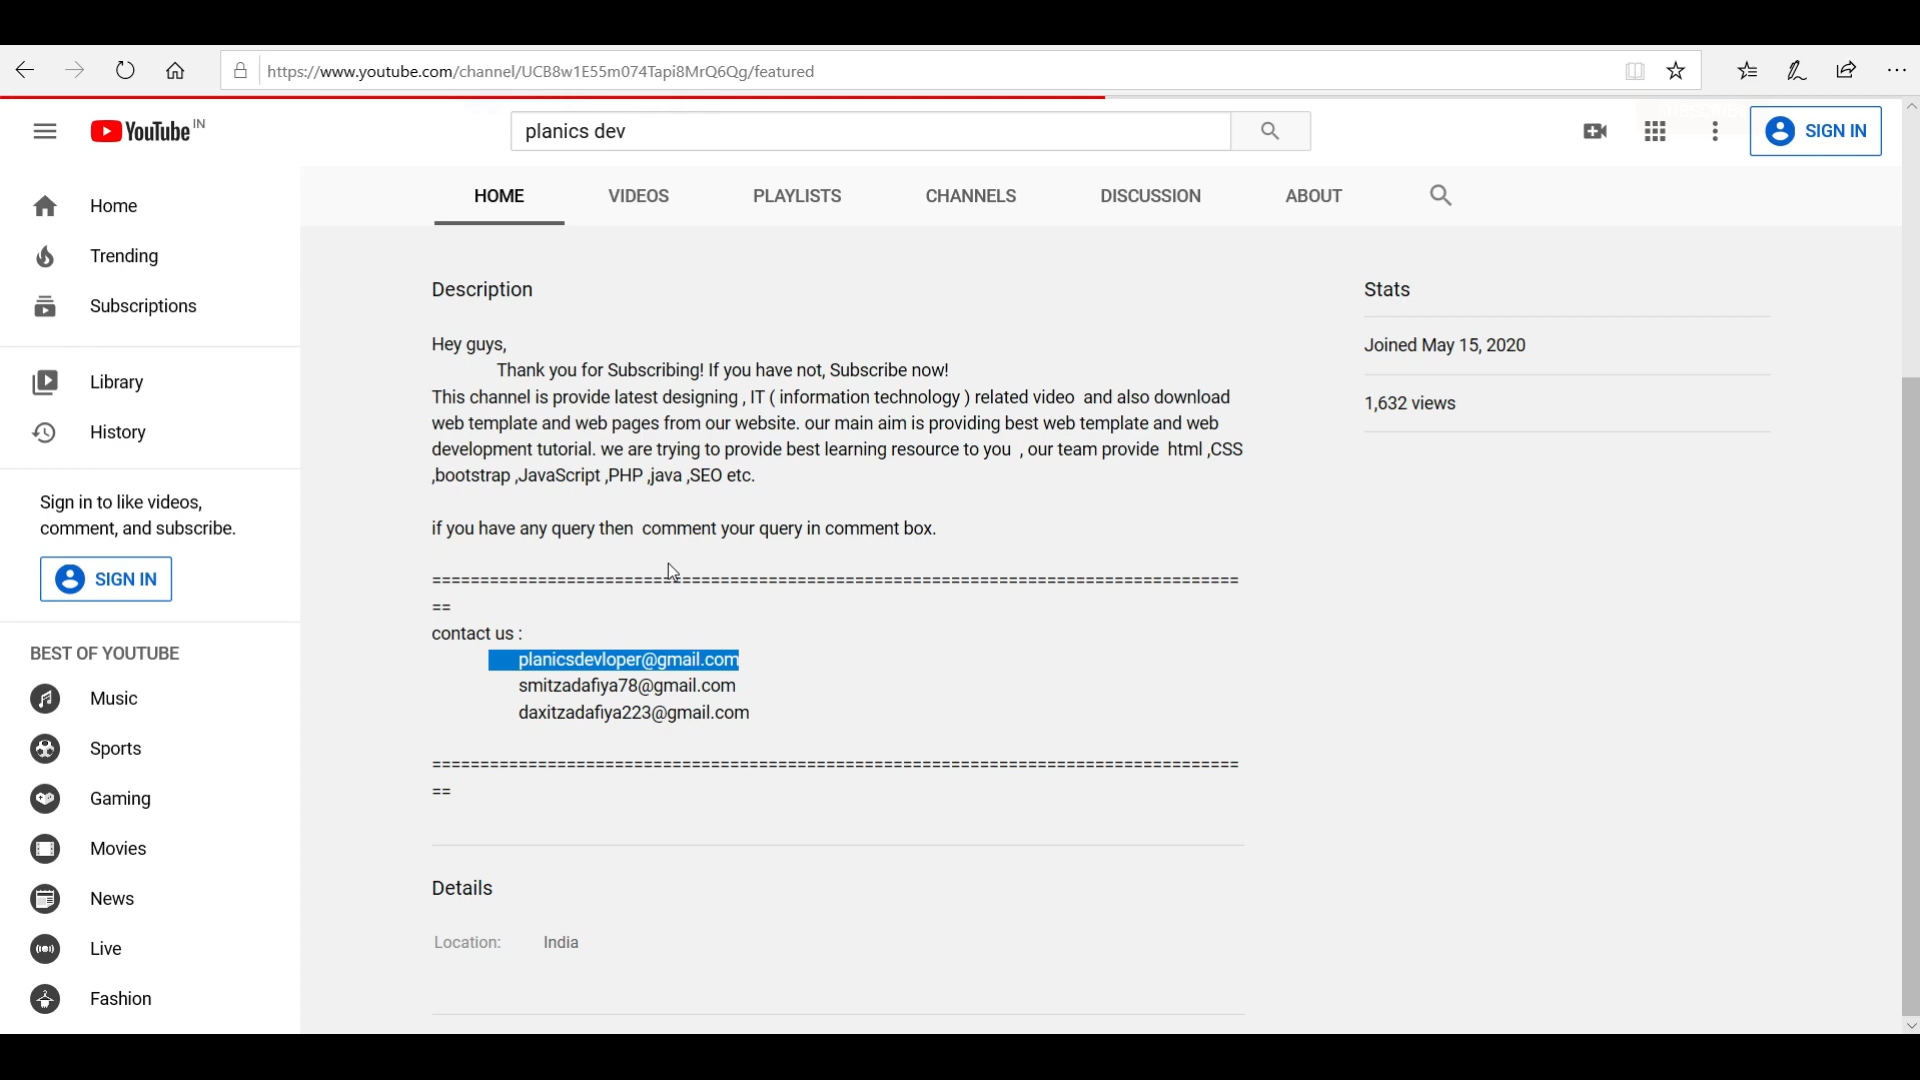 https://www.youtube.com/channel/UCB8w1E55m074Tapi8MrQ6Qg/featured
YouTube IN
planics dev
SIGN IN
Home
Trending
Subscriptions
Library
History
Sign in to like videos,
comment, and subscribe.
SIGN IN
BEST OF YOUTUBE
Music
Sports
Gaming
Movies
News
Live
Fashion
HOME VIDEOS PLAYLISTS CHANNELS DISCUSSION ABOUT
Description
Hey guys,
Thank you for Subscribing! If you have not, Subscribe now!
This channel is provide latest designing , IT ( information technology ) related video and also download
web template and web pages from our website. our main aim is providing best web template and web
development tutorial. we are trying to provide best learning resource to you , our team provide html ,CSS
,bootstrap ,JavaScript ,PHP ,java ,SEO etc.
if you have any query then comment your query in comment box.
====================================================================================
==
contact us :
planicsdevloper@gmail.com
smitzadafiya78@gmail.com
daxitzadafiya223@gmail.com
====================================================================================
==
Details
Location: India
Stats
Joined May 15, 2020
1,632 views